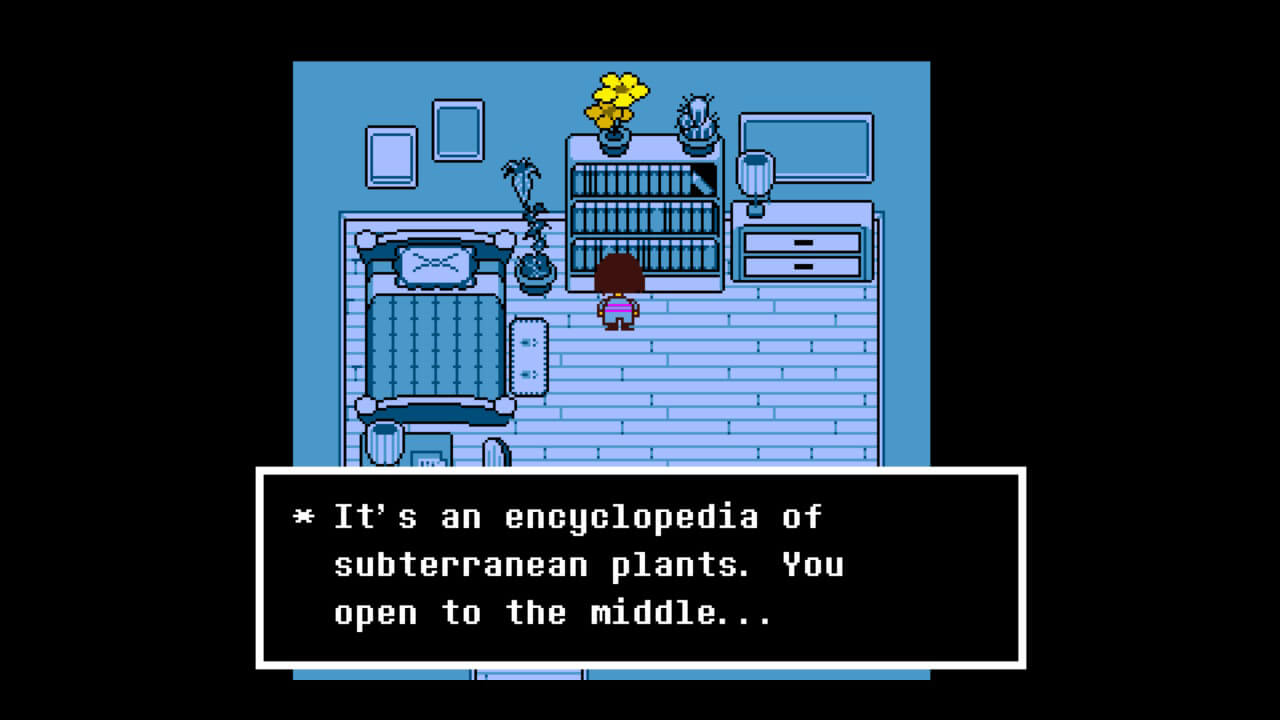 * It's an encyclopedia of
subterranean plants. You
open to the middle...